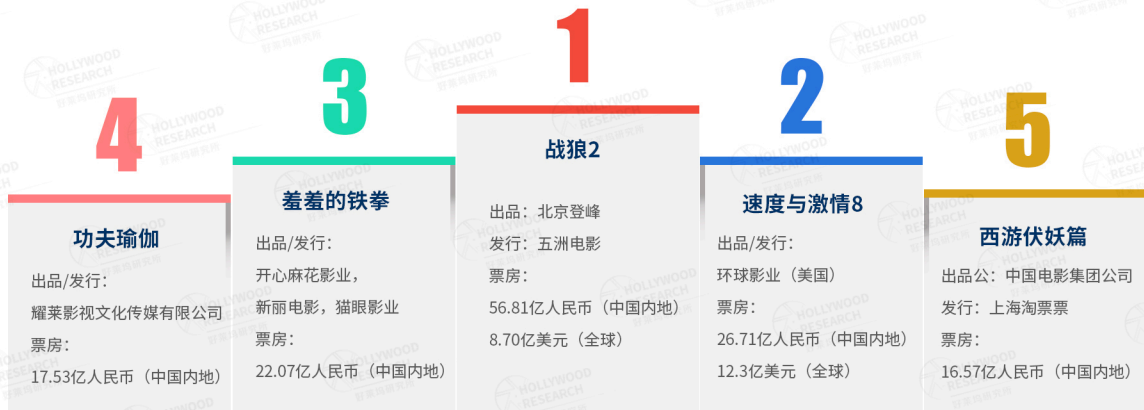 4
功夫瑜伽
出品/发行：
耀莱影视文化传媒有限公司
票房：
17.53亿人民币（中国内地）
3
羞羞的铁拳
出品/发行：
开心麻花影业，
新丽电影，猫眼影业
票房：
22.07亿人民币（中国内地）
1
战狼2
出品：北京登峰
发行：五洲电影
票房：
56.81亿人民币（中国内地）
8.70亿美元（全球）
2
速度与激情8
出品/发行：
环球影业（美国）
票房：
26.71亿人民币（中国内地）
12.3亿美元（全球）
5
西游伏妖篇
出品公：中国电影集团公司
发行：上海淘票票
票房：
16.57亿人民币（中国内地）
HOLLYWOOD
RESEARCH
好莱坞研究所